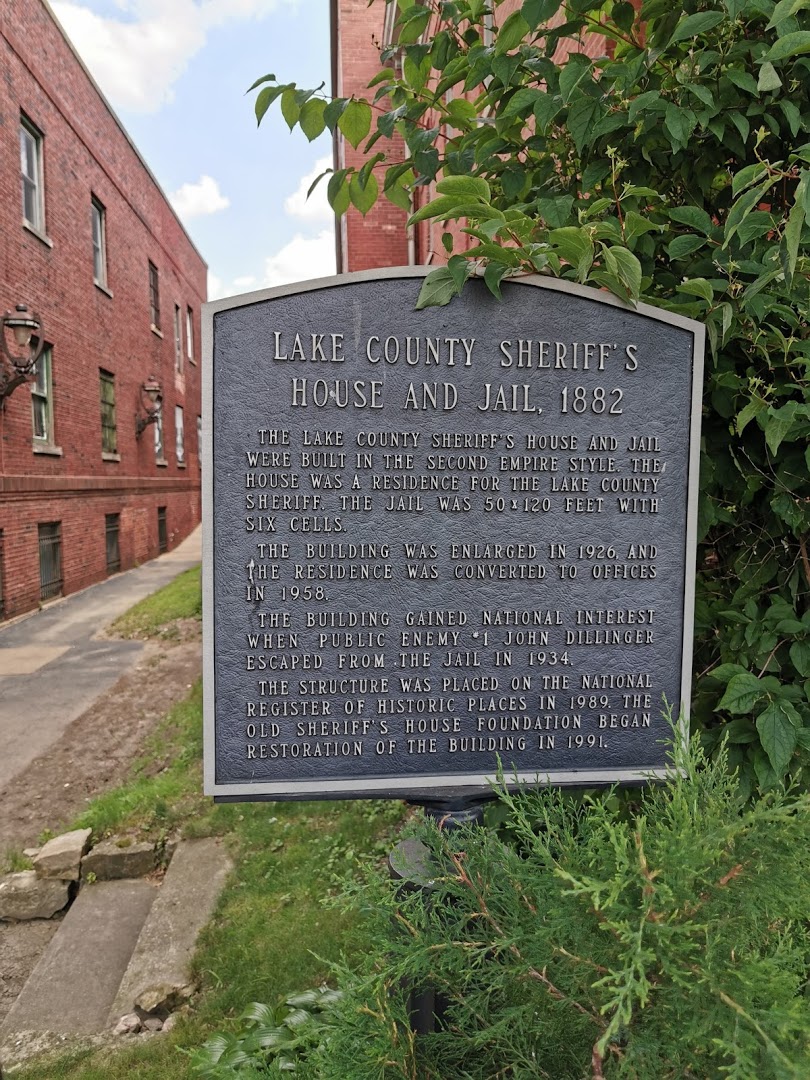 LAKE COUNTY SHERIFF'S
HOUSE AND JAIL, 1882
THE LAKE COUNTY SHERIFF'S HOUSE AND JAIL
WERE BUILT IN THE SECOND EMPIRE STYLE. THE
HOUSE WAS A RESIDENCE FOR THE LAKE COUNTY
SHERIFF. THE JAIL WAS 50 x 120 FEET WITH
SIX CELLS.
THE BUILDING WAS ENLARGED IN 1926, AND
THE RESIDENCE WAS CONVERTED TO OFFICES
IN 1958.
THE BUILDING GAINED NATIONAL INTEREST
WHEN PUBLIC ENEMY #1 JOHN DILLINGER
ESCAPED FROM THE JAIL IN 1934.
THE STRUCTURE WAS PLACED ON THE NATIONAL
REGISTER OF HISTORIC PLACES IN 1989. THE
OLD SHERIFF'S HOUSE FOUNDATION BEGAN
RESTORATION OF THE BUILDING IN 1991.